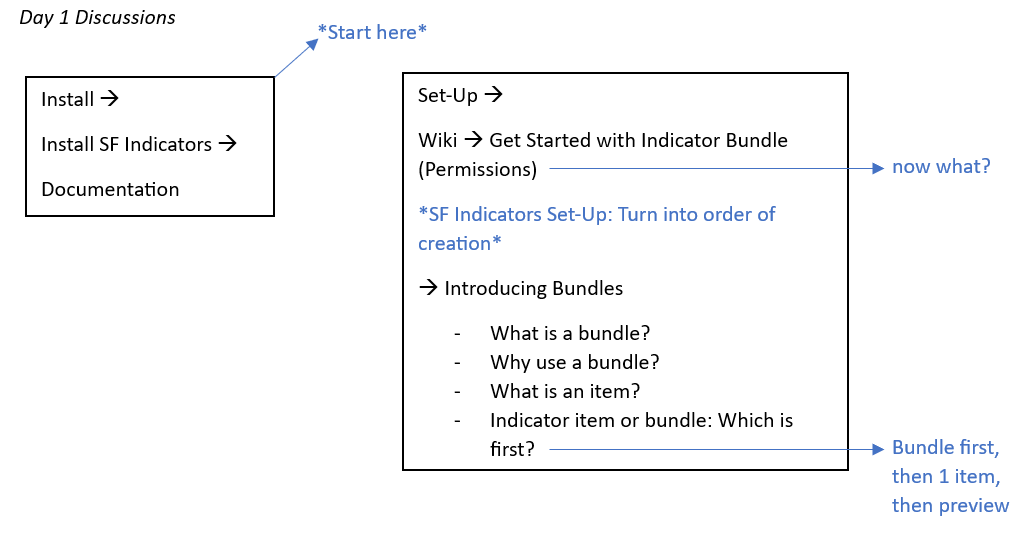 Day 1 Discussions
*Start here*
Install →
Install SF Indicators →
Documentation
Set-Up →
Wiki → Get Started with Indicator Bundle
(Permissions)
now what?
*SF Indicators Set-Up: Turn into order of
creation*
→ Introducing Bundles
- What is a bundle?
- Why use a bundle?
- What is an item?
- Indicator item or bundle: Which is
first?
Bundle first,
then 1 item,
then preview